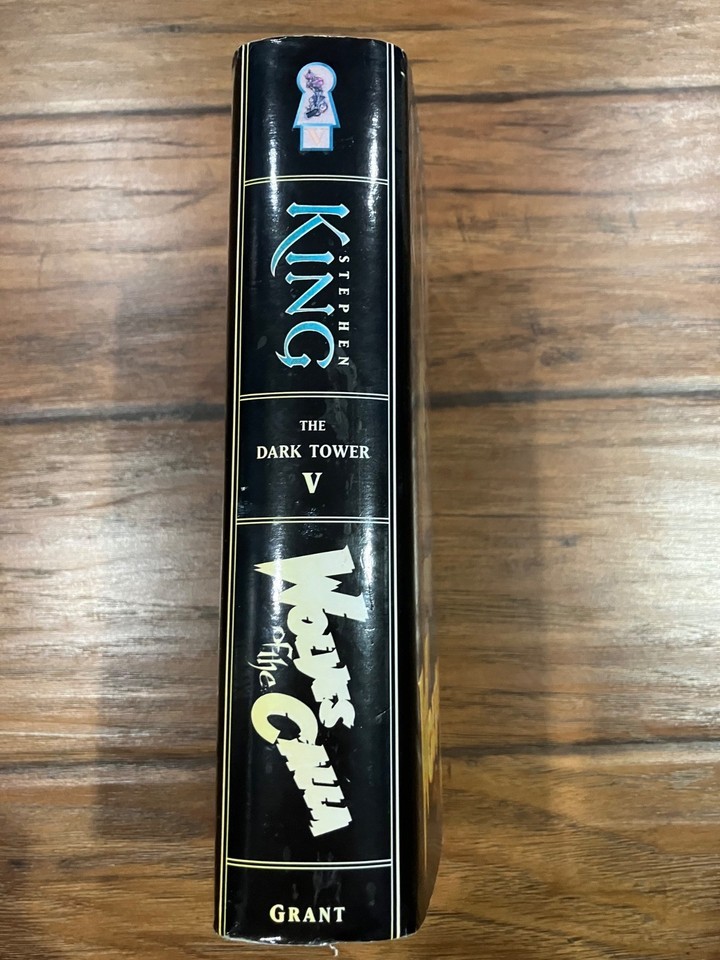 V
STEPHEN
KING
THE
DARK TOWER
V
WOLVES
of the
CALLA
GRANT